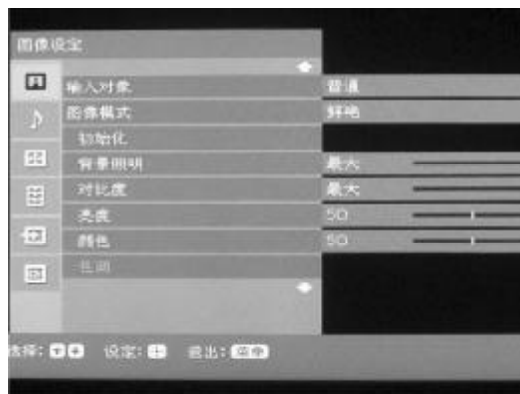 图像设定
输入对象 普通
图像模式 鲜艳
初始化
背景照明 最大
对比度 最大
亮度 50
颜色 50
色调
选择: 设定: 退出: 菜单